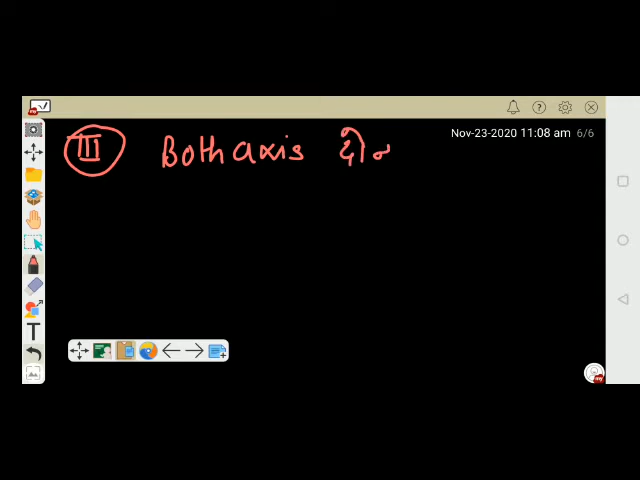 Nov-23-2020 11:08 am 6/6
III Both axis दो न
T